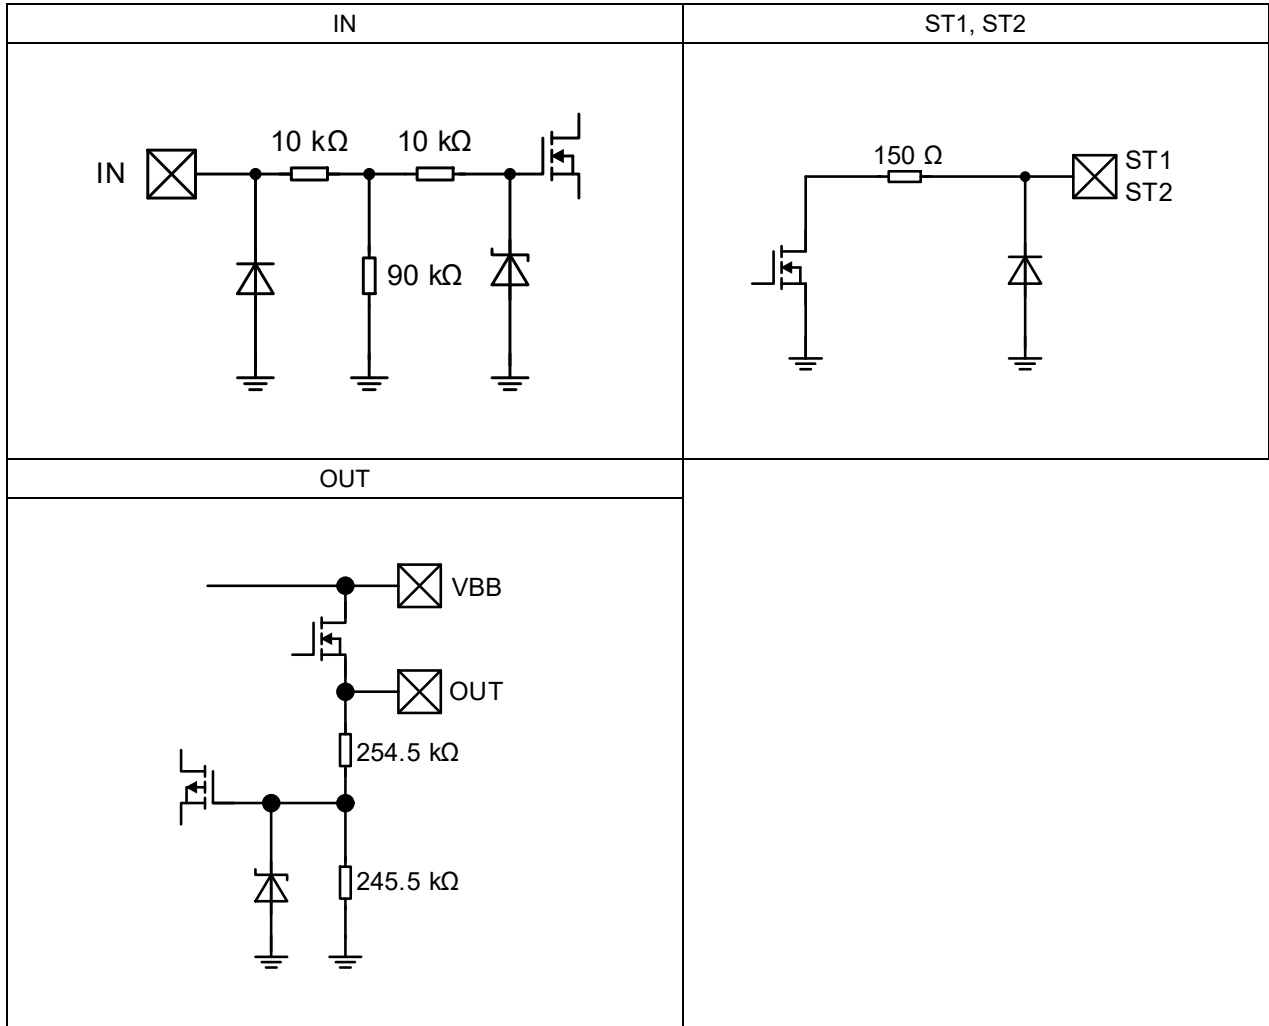 IN
ST1, ST2
10 kΩ
10 kΩ
IN
90 kΩ
150 Ω
ST1
ST2
OUT
VBB
OUT
254.5 kΩ
245.5 kΩ